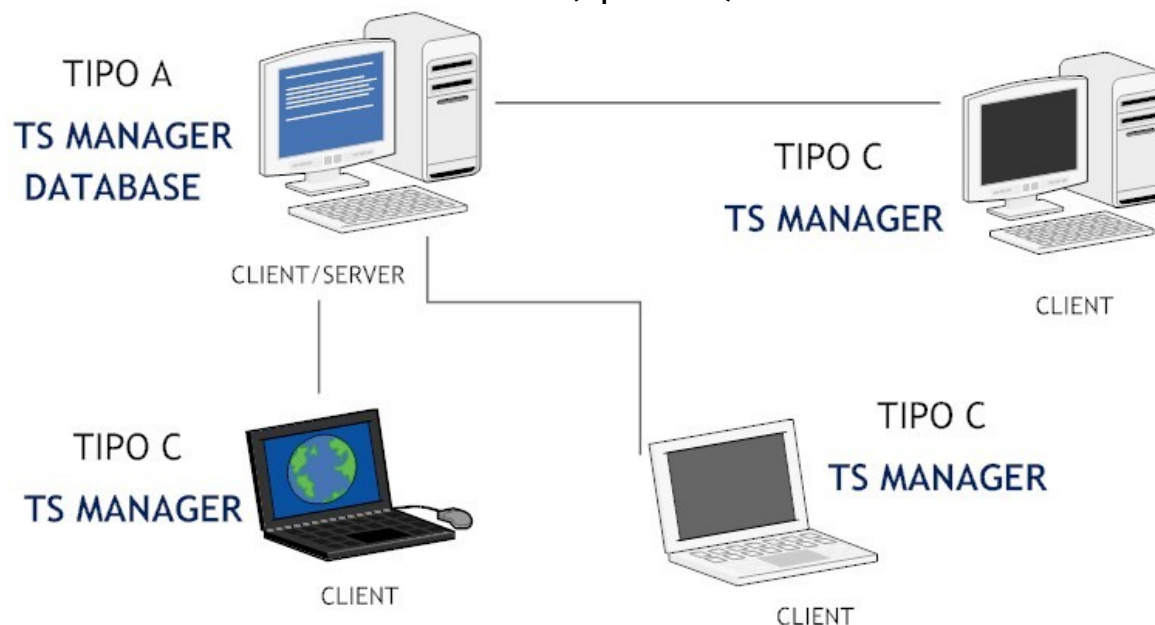 TIPO A
TS MANAGER
DATABASE
CLIENT/SERVER
TIPO C
TS MANAGER
CLIENT
TIPO C
TS MANAGER
CLIENT
TIPO C
TS MANAGER
CLIENT